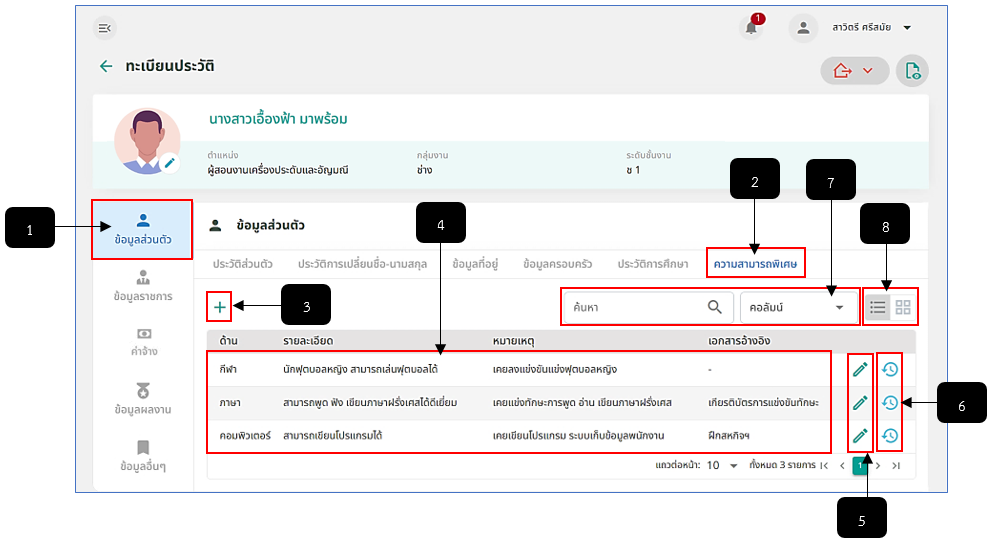 1
สาวิตรี ศรีสมัย
ทะเบียนประวัติ
นางสาวเอื้องฟ้า มาพร้อม
ตำแหน่ง กลุ่มงาน ระดับชั้นงาน
ผู้สอนงานเครื่องประดับและอัญมณี ช่าง ช 1
2 7
4 8
1
ข้อมูลส่วนตัว
ข้อมูลส่วนตัว
ประวัติส่วนตัว ประวัติการเปลี่ยนชื่อ-นามสกุล ข้อมูลที่อยู่ ข้อมูลครอบครัว ประวัติการศึกษา ความสามารถพิเศษ
ข้อมูลราชการ
3
ค้นหา คอลัมน์
ด้าน รายละเอียด หมายเหตุ เอกสารอ้างอิง
ค่าจ้าง
กีฬา นักฟุตบอลหญิง สามารถเล่นฟุตบอลได้ เคยลงแข่งขันแข่งฟุตบอลหญิง -
ภาษา สามารถพูด ฟัง เขียนภาษาฝรั่งเศสได้ดีเยี่ยม เคยแข่งทักษะการพูด อ่าน เขียนภาษาฝรั่งเศส เกียรติบัตรการแข่งขันทักษะ
6
ข้อมูลผลงาน
คอมพิวเตอร์ สามารถเขียนโปรแกรมได้ เคยเขียนโปรแกรม ระบบเก็บข้อมูลพนักงาน ฝึกสหกิจฯ
ข้อมูลอื่นๆ
แถวต่อหน้า: 10 ทั้งหมด 3 รายการ 1
5